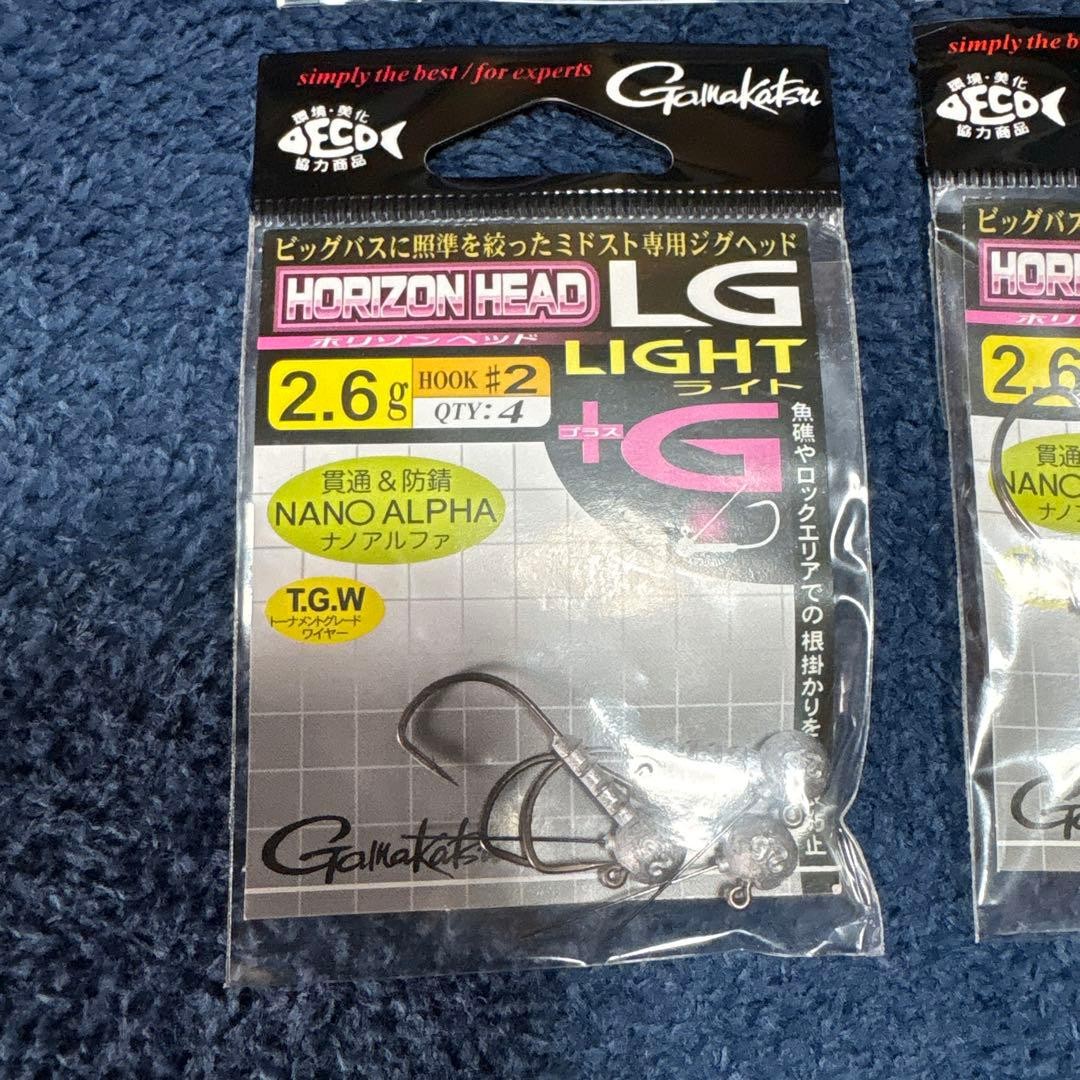 simply the best / for experts
Gamakatsu
環境・美化
ECO
協力商品
ビッグバスに照準を絞ったミドスト専用ジグヘッド
HORIZON HEAD LG
ホリゾンヘッド
LIGHT
ライト
2.6g
HOOK #2
QTY:4
プラス
+G
魚礁やロックエリアでの根掛かりを
止
貫通&防錆
NANO ALPHA
ナノアルファ
T.G.W
トーナメントグレード
ワイヤー
Gamakatsu
simply the b
環境・美化
ECO
協力商品
ビッグバス
HORI
ホリ
2.6
貫通
NANO
ナノ